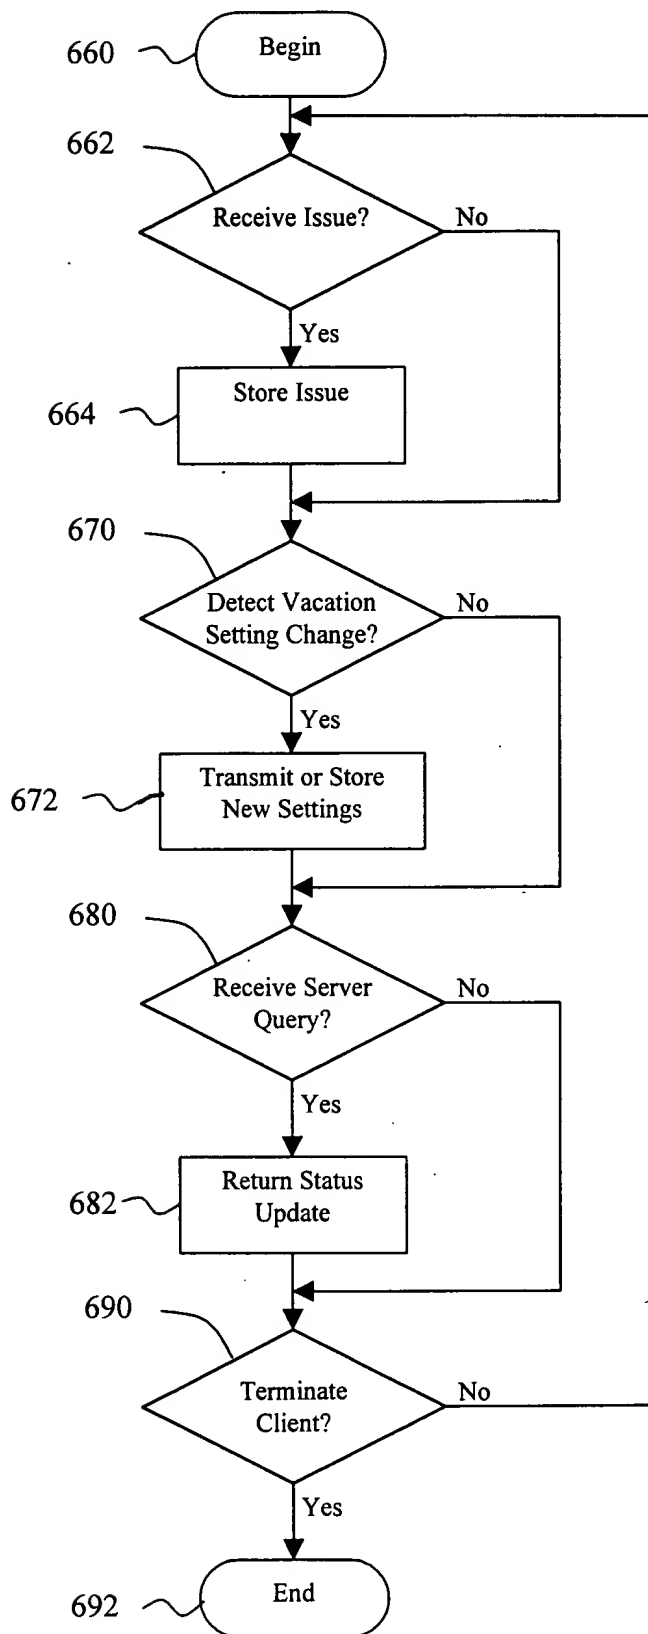 660
Begin
662
Receive Issue?
No
Yes
664
Store Issue
670
Detect Vacation
Setting Change?
No
Yes
672
Transmit or Store
New Settings
680
Receive Server
Query?
No
Yes
682
Return Status
Update
690
Terminate
Client?
No
Yes
692
End